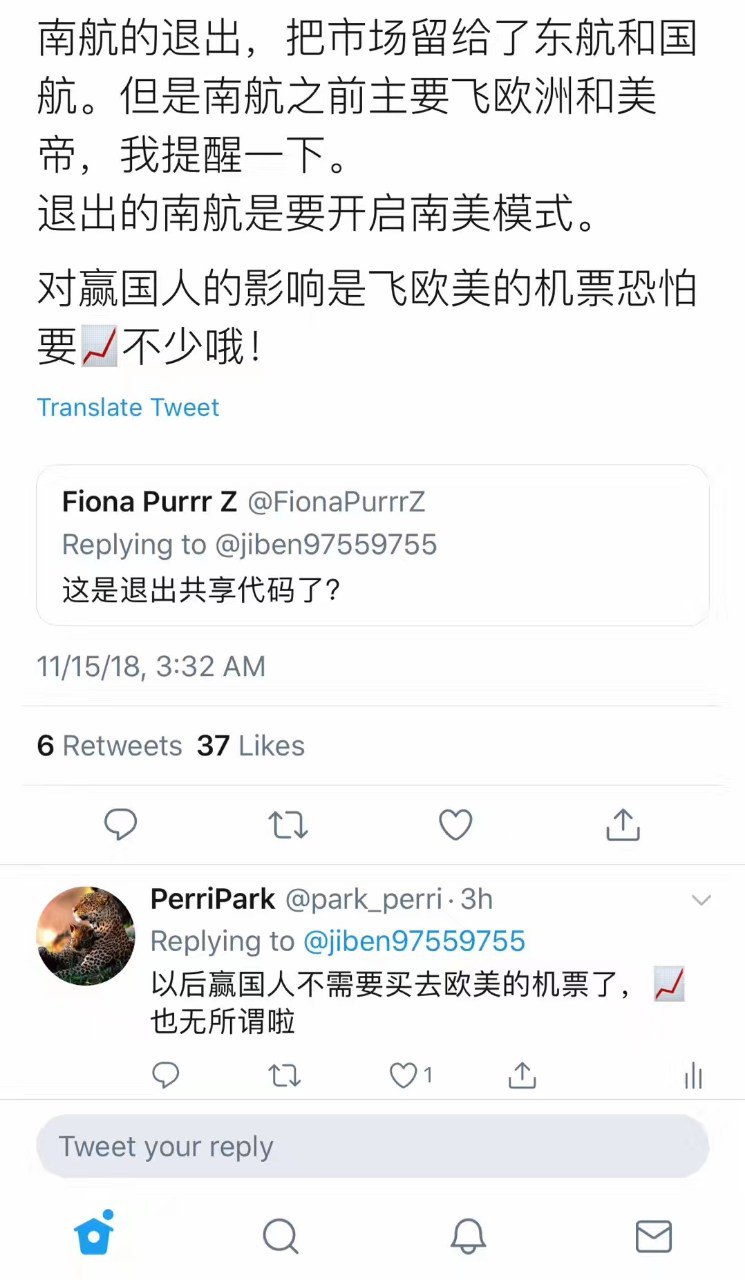 南航的退出，把市场留给了东航和国
航。但是南航之前主要飞欧洲和美
帝，我提醒一下。
退出的南航是要开启南美模式。
对赢国人的影响是飞欧美的机票恐怕
要📈不少哦！
Translate Tweet
Fiona Purrr Z @FionaPurrrZ
Replying to @jiben97559755
这是退出共享代码了？
11/15/18, 3:32 AM
6 Retweets 37 Likes
PerriPark @park_perri · 3h
Replying to @jiben97559755
以后赢国人不需要买去欧美的机票了，📈
也无所谓啦
1
Tweet your reply